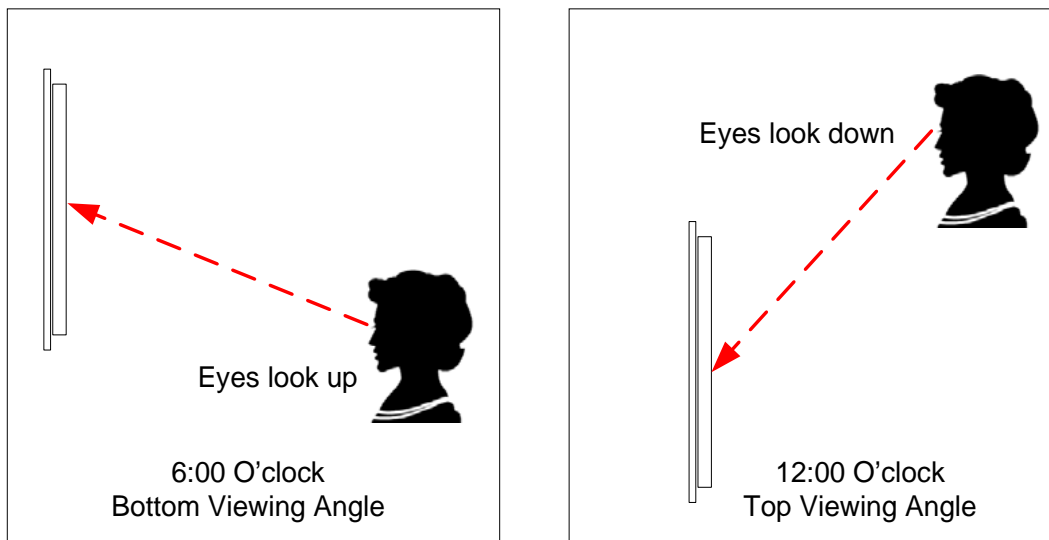 Eyes look up
6:00 O’clock
Bottom Viewing Angle
Eyes look down
12:00 O’clock
Top Viewing Angle